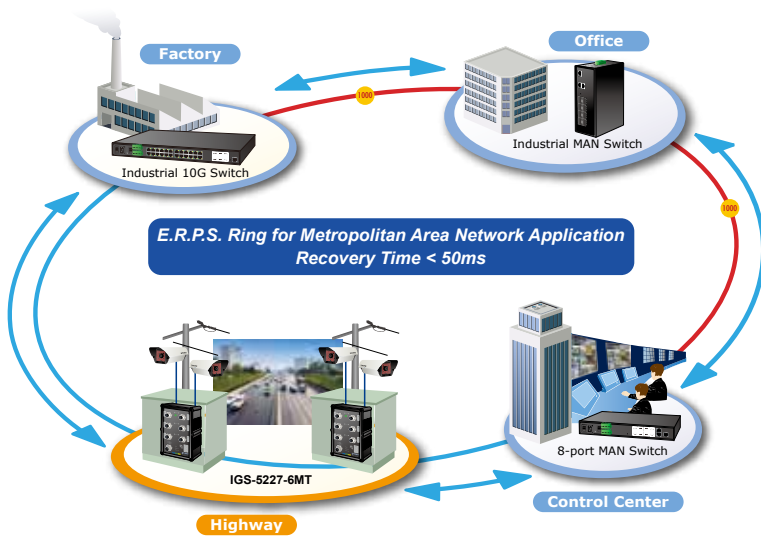 Factory
Office
1000
Industrial MAN Switch
Industrial 10G Switch
1000
E.R.P.S. Ring for Metropolitan Area Network Application
Recovery Time < 50ms
8-port MAN Switch
IGS-5227-6MT
Control Center
Highway